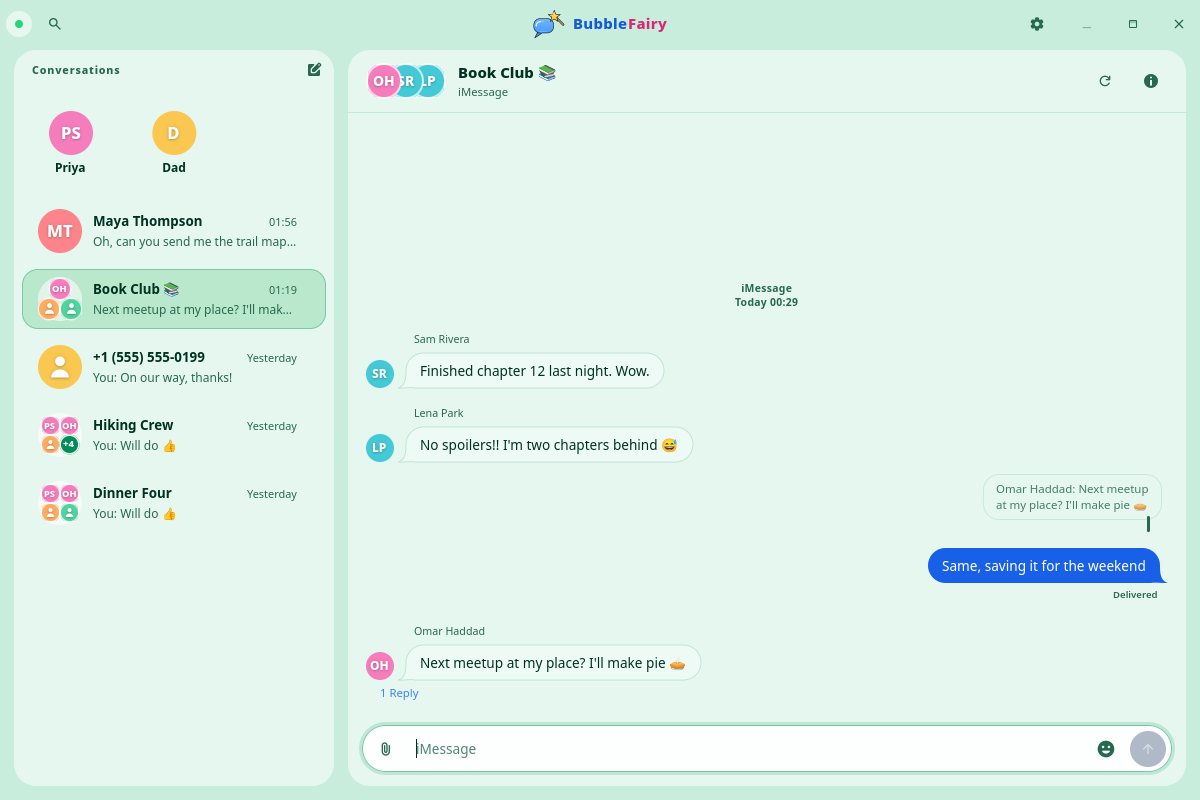 BubbleFairy
Conversations
PS
Priya
D
Dad
MT
Maya Thompson
01:56
Oh, can you send me the trail map...
OH
Book Club 📚
01:19
Next meetup at my place? I'll mak...
+1 (555) 555-0199
Yesterday
You: On our way, thanks!
PS OH
+4
Hiking Crew
Yesterday
You: Will do 👍
PS OH
Dinner Four
Yesterday
You: Will do 👍
OH SR LP
Book Club 📚
iMessage
iMessage
Today 00:29
Sam Rivera
SR
Finished chapter 12 last night. Wow.
Lena Park
LP
No spoilers!! I'm two chapters behind 😅
Omar Haddad: Next meetup
at my place? I'll make pie 🥧
Same, saving it for the weekend
Delivered
Omar Haddad
OH
Next meetup at my place? I'll make pie 🥧
1 Reply
iMessage